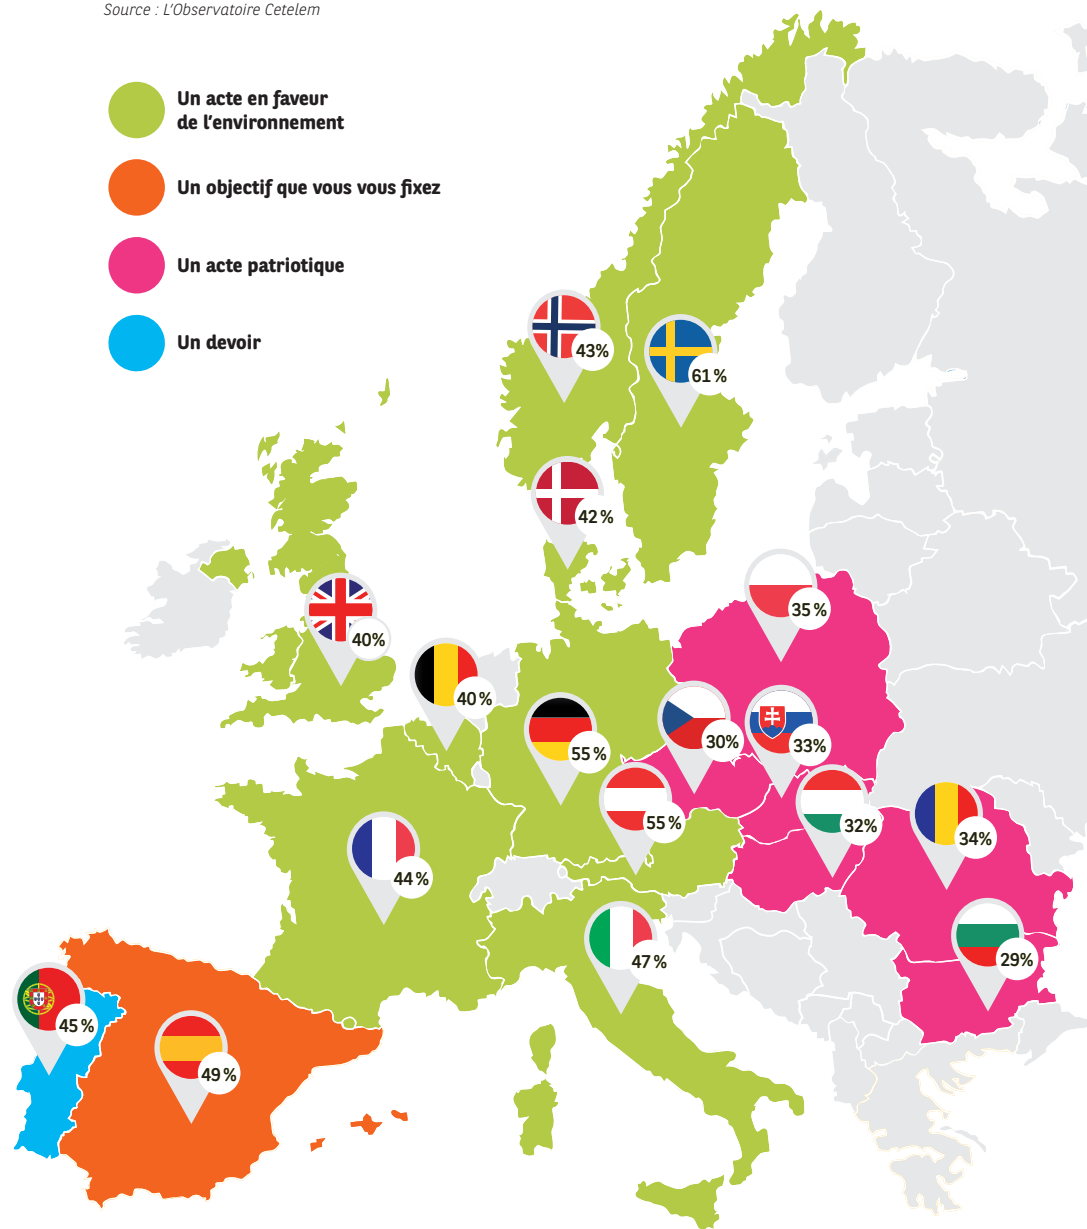 Source : L'Observatoire Cetelem
Un acte en faveur
de l'environnement
Un objectif que vous vous fixez
Un acte patriotique
Un devoir
43%
61 %
42 %
35 %
40%
40 %
30%
33%
55 %
55 %
32%
34%
44 %
29%
47 %
45 %
49 %